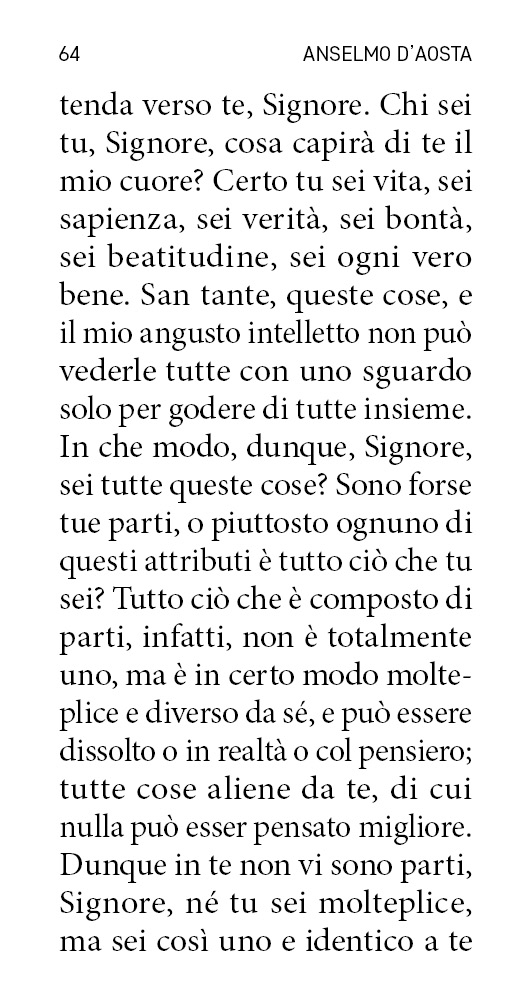 64 ANSELMO D'AOSTA
tenda verso te, Signore. Chi sei
tu, Signore, cosa capirà di te il
mio cuore? Certo tu sei vita, sei
sapienza, sei verità, sei bontà,
sei beatitudine, sei ogni vero
bene. San tante, queste cose, e
il mio angusto intelletto non può
vederle tutte con uno sguardo
solo per godere di tutte insieme.
In che modo, dunque, Signore,
sei tutte queste cose? Sono forse
tue parti, o piuttosto ognuno di
questi attributi è tutto ciò che tu
sei? Tutto ciò che è composto di
parti, infatti, non è totalmente
uno, ma è in certo modo molte-
plice e diverso da sé, e può essere
dissolto o in realtà o col pensiero;
tutte cose aliene da te, di cui
nulla può esser pensato migliore.
Dunque in te non vi sono parti,
Signore, né tu sei molteplice,
ma sei così uno e identico a te